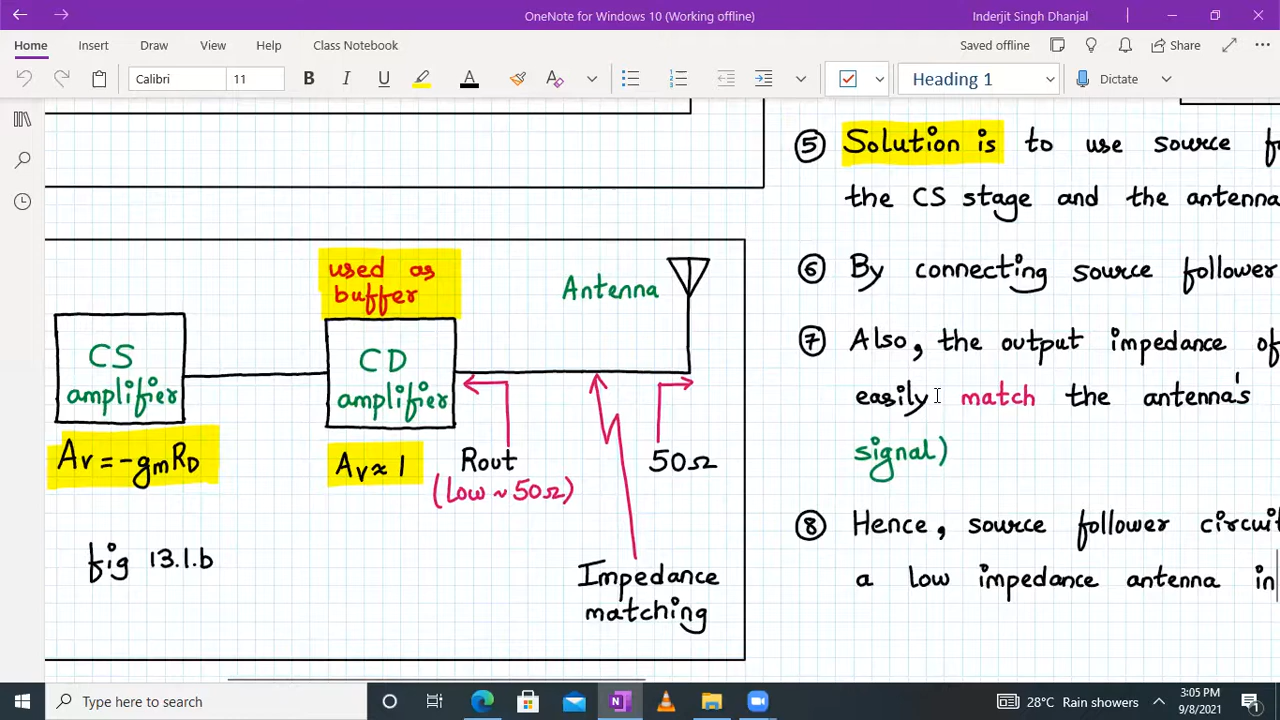 OneNote for Windows 10 (Working offline)
Inderjit Singh Dhanjal
Home Insert Draw View Help Class Notebook
Saved offline
Share
Calibri 11 B I U A A Heading 1 Dictate
used as
buffer
Antenna
CS
amplifier
CD
amplifier
Av = -gmRD
Av ≈ 1
Rout
(low ~ 50Ω)
50Ω
fig 13.1.b
Impedance
matching
⑤ Solution is to use source fo
the CS stage and the antenna
⑥ By connecting source follower
⑦ Also, the output impedance of
easily match the antenna's
signal)
⑧ Hence, source follower circuit
a low impedance antenna in
Type here to search
28°C Rain showers
3:05 PM
9/8/2021
1